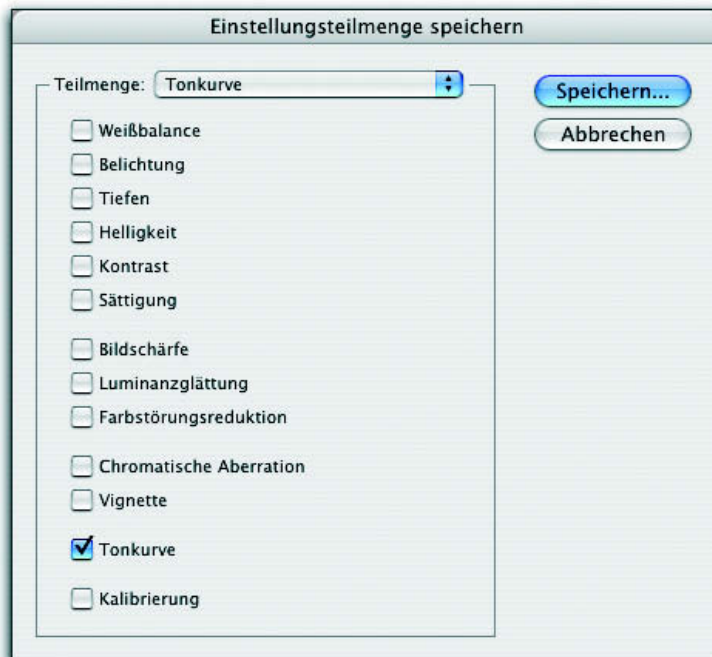 Einstellungsteilmenge speichern
Teilmenge: Tonkurve
Speichern...
Abbrechen
Weißbalance
Belichtung
Tiefen
Helligkeit
Kontrast
Sättigung
Bildschärfe
Luminanzglättung
Farbstörungsreduktion
Chromatische Aberration
Vignette
Tonkurve
Kalibrierung